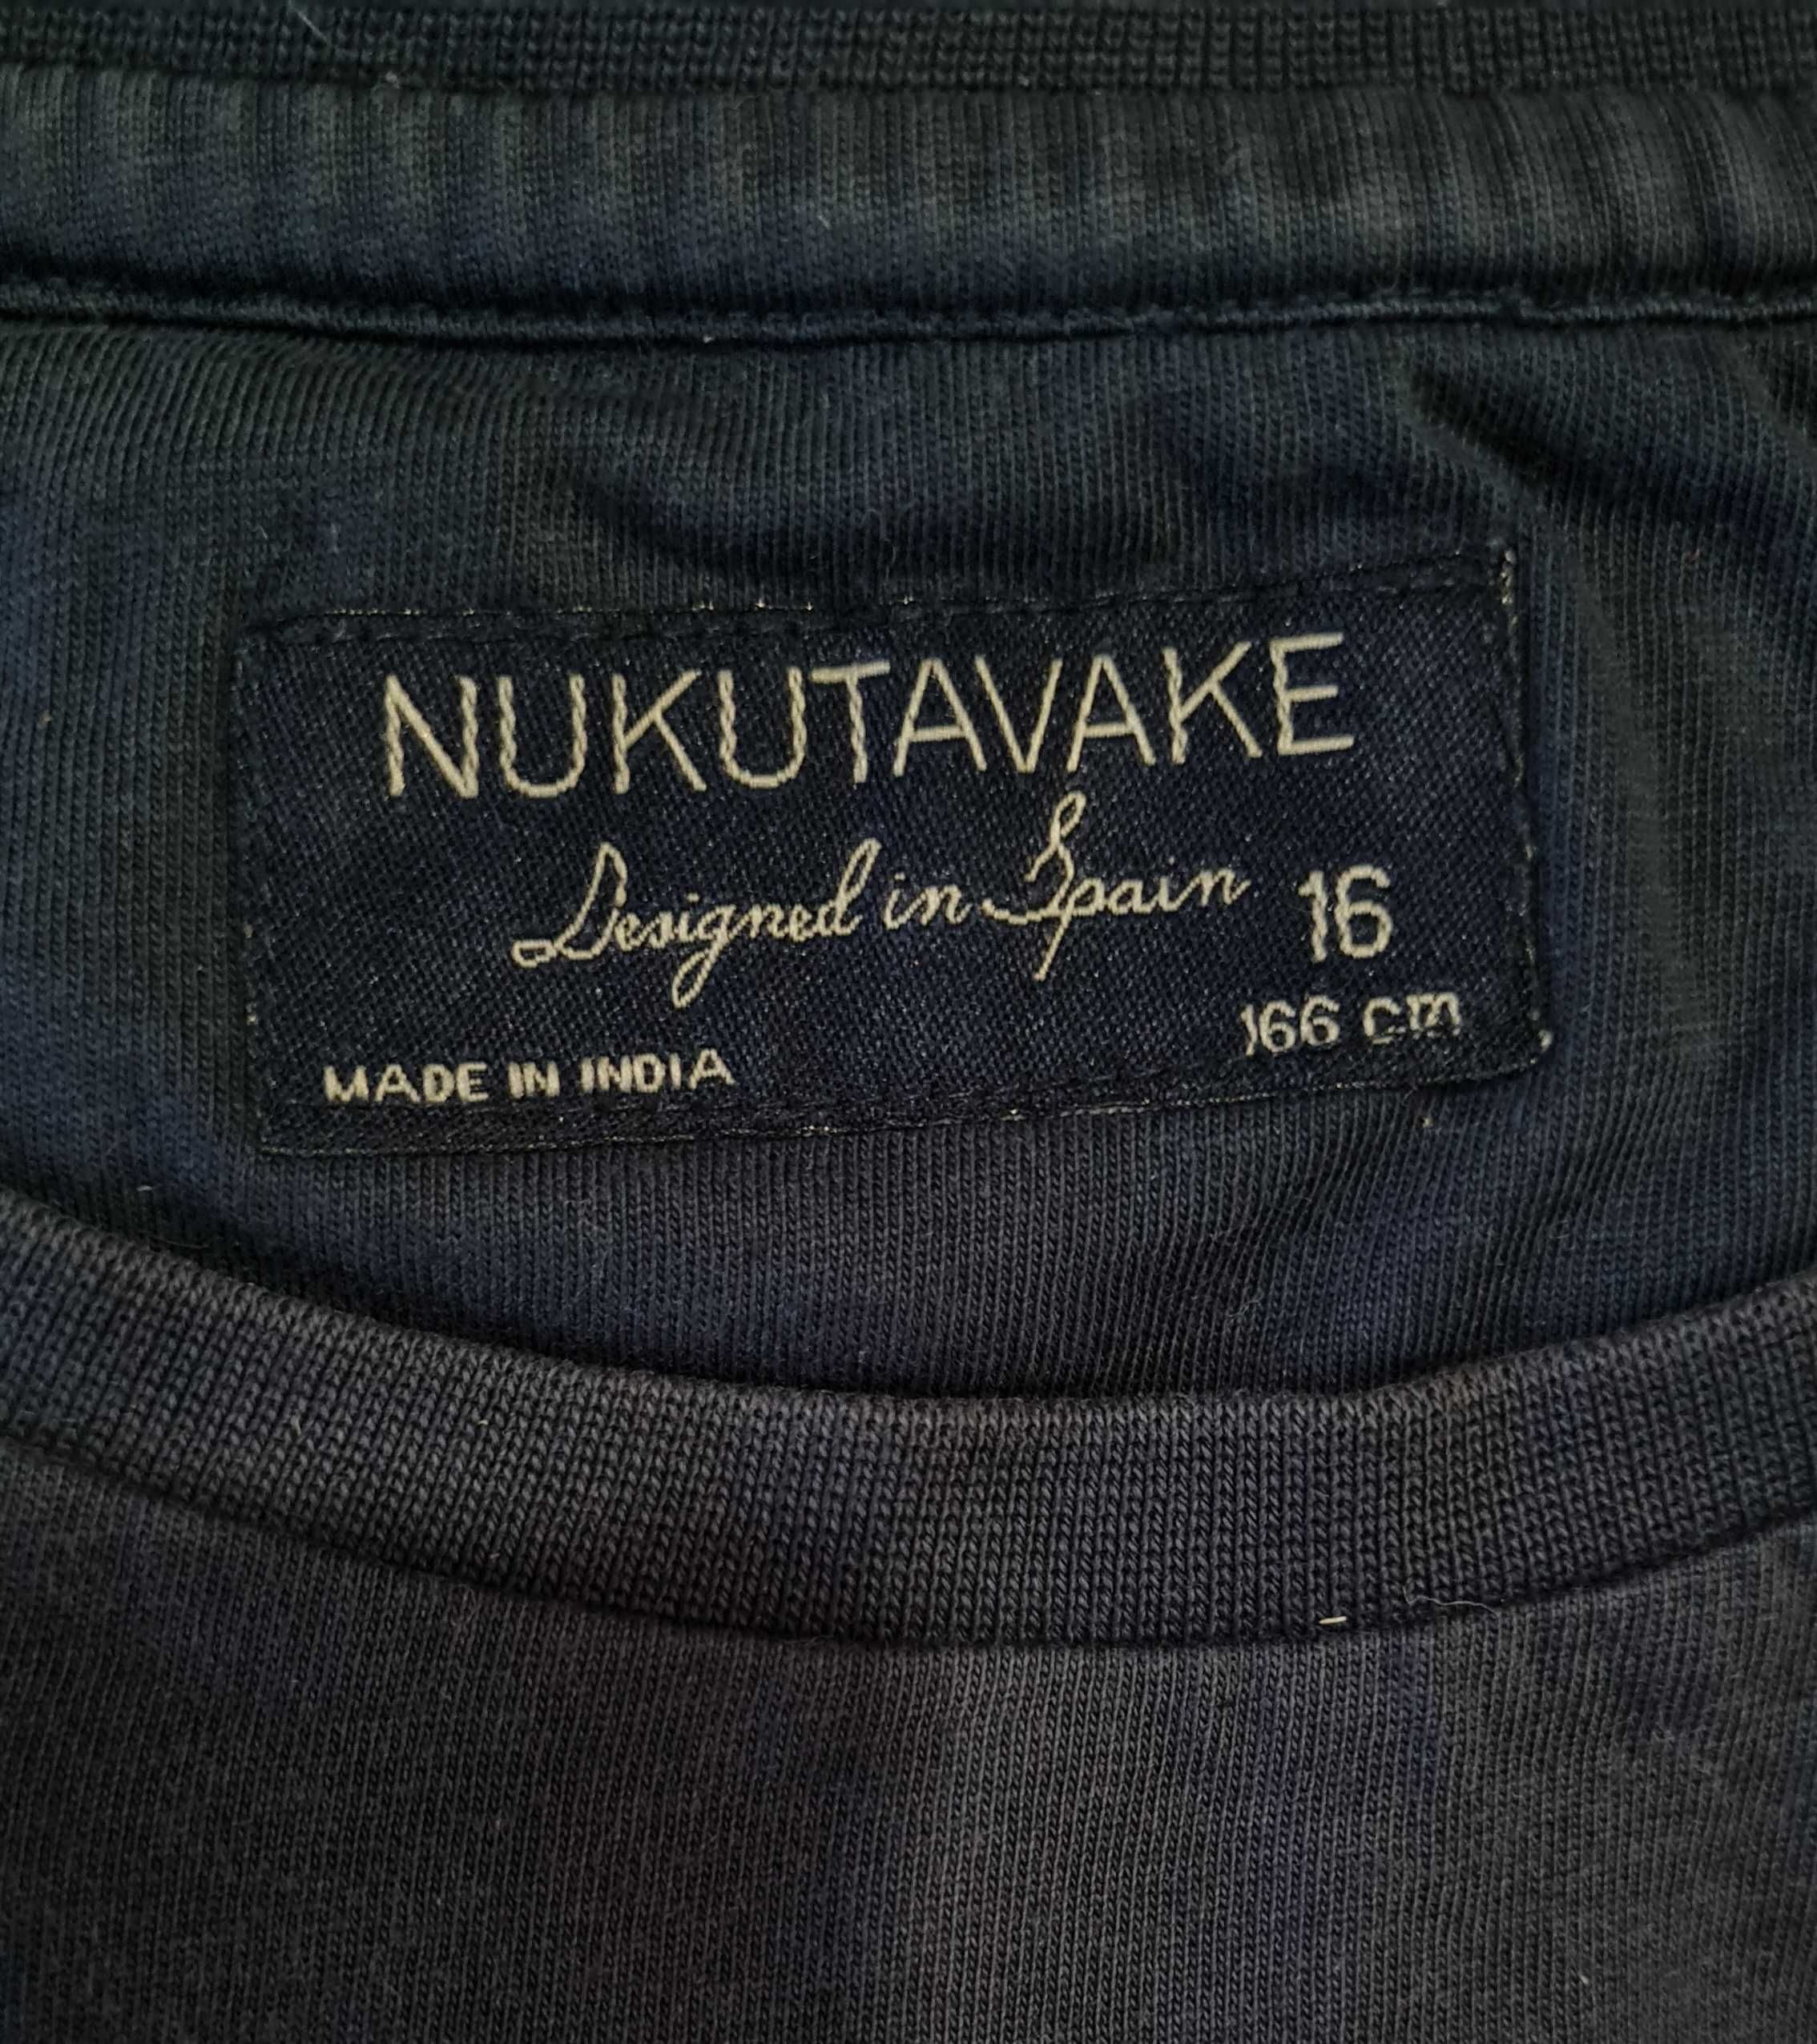 NUKUTAVAKE
Designed in Spain 16
166 cm
MADE IN INDIA